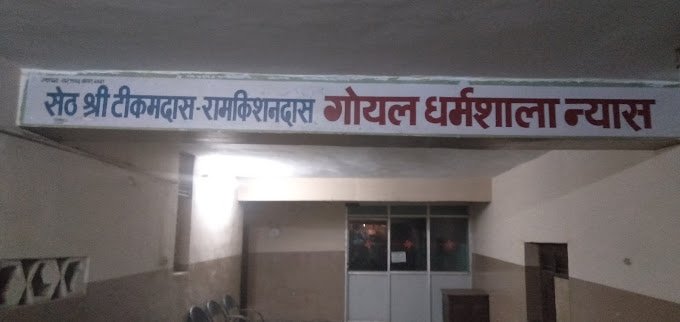 सेठ श्री टीकमदास-रामकिशनदास गोयल धर्मशाला न्यास